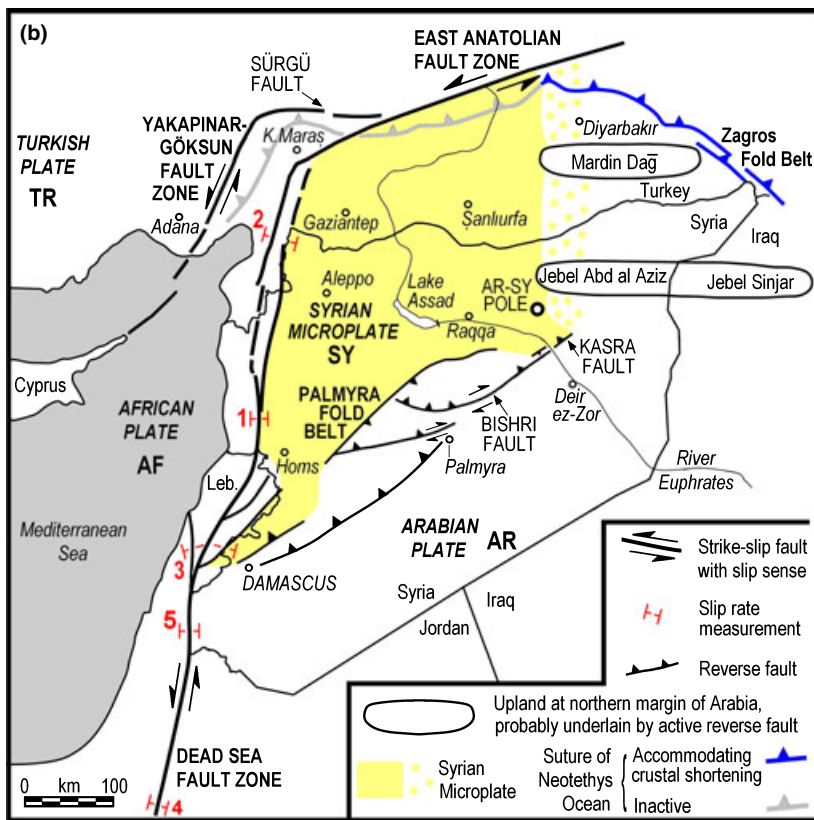 (b)
EAST ANATOLIAN
FAULT ZONE
SÜRGÜ
FAULT
YAKAPINAR-
GÖKSUN
FAULT
ZONE
K.Maraş
TURKISH
PLATE
TR
Diyarbakır
Zagros
Fold Belt
Mardin Dağ
Turkey
Syria
Iraq
Adana
2
Gaziantep
Şanlıurfa
Aleppo
Lake
Assad
AR-SY
POLE
Jebel Abd al Aziz
Jebel Sinjar
SYRIAN
MICROPLATE
SY
Raqqa
KASRA
FAULT
Cyprus
AFRICAN
PLATE
AF
1
PALMYRA
FOLD
BELT
Deir
ez-Zor
BISHRI
FAULT
Homs
Palmyra
Leb.
River
Euphrates
Mediterranean
Sea
ARABIAN
PLATE AR
3
DAMASCUS
5
Syria
Iraq
Jordan
DEAD SEA
FAULT ZONE
0 km 100
4
Strike-slip fault
with slip sense
Slip rate
measurement
Reverse fault
Upland at northern margin of Arabia,
probably underlain by active reverse fault
Syrian
Microplate
Suture of
Neotethys
Ocean
Accommodating
crustal shortening
Inactive